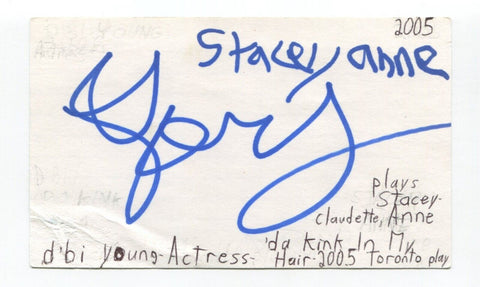 2005
Stacey anne
plays
Stacey-
claudette, Anne
'da Kink In My
d'bi young-Actress- Hair-2005 Toronto play